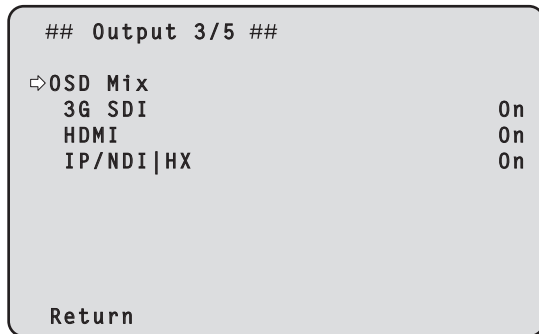 ## Output 3/5 ##
⇨OSD Mix
3G SDI On
HDMI On
IP/NDI|HX On
Return